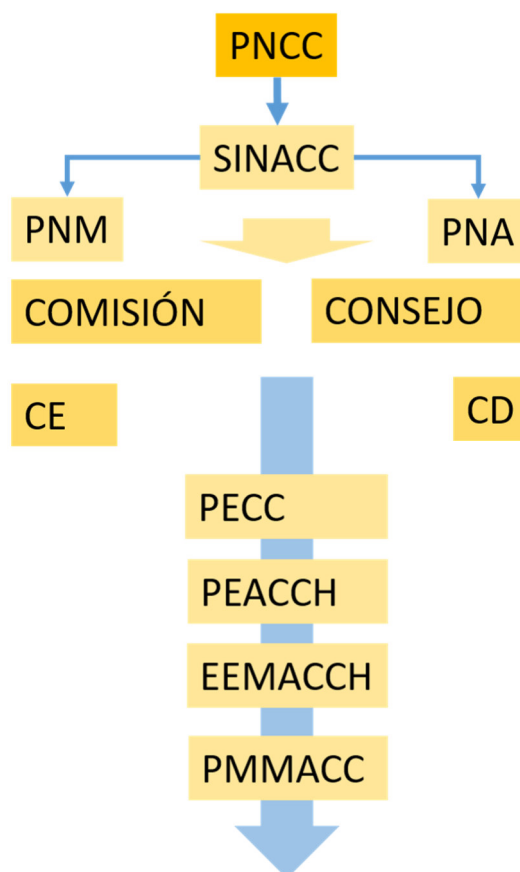 PNCC
SINACC
PNM
PNA
COMISIÓN
CONSEJO
CE
CD
PECC
PEACCH
EEMACCH
PMMACC